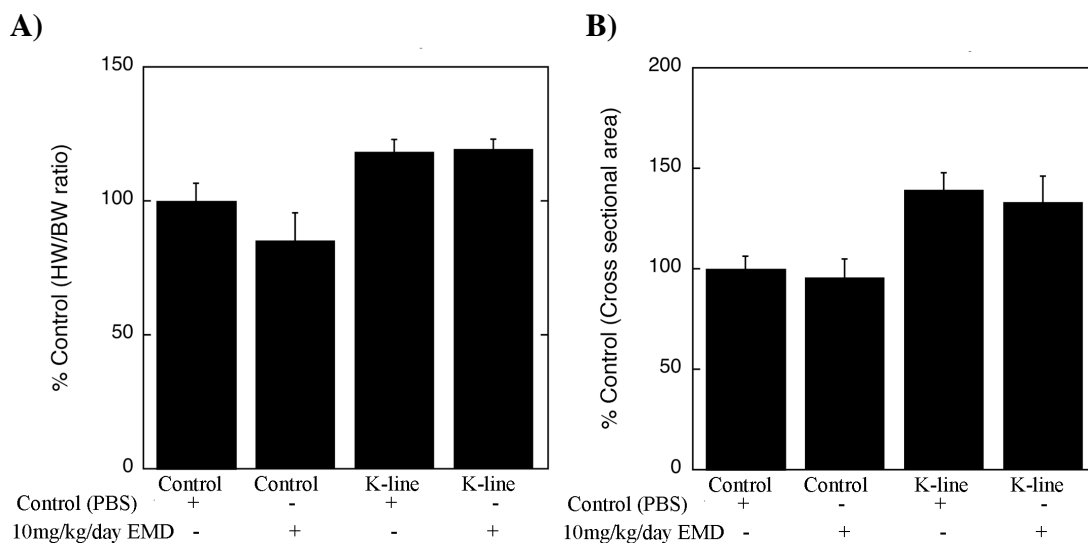 A)
150
100
50
0
% Control (HW/BW ratio)
Control Control K-line K-line
Control (PBS) + - + -
10mg/kg/day EMD - + - +
B)
200
150
100
50
0
% Control (Cross sectional area)
Control Control K-line K-line
Control (PBS) + - + -
10mg/kg/day EMD - + - +